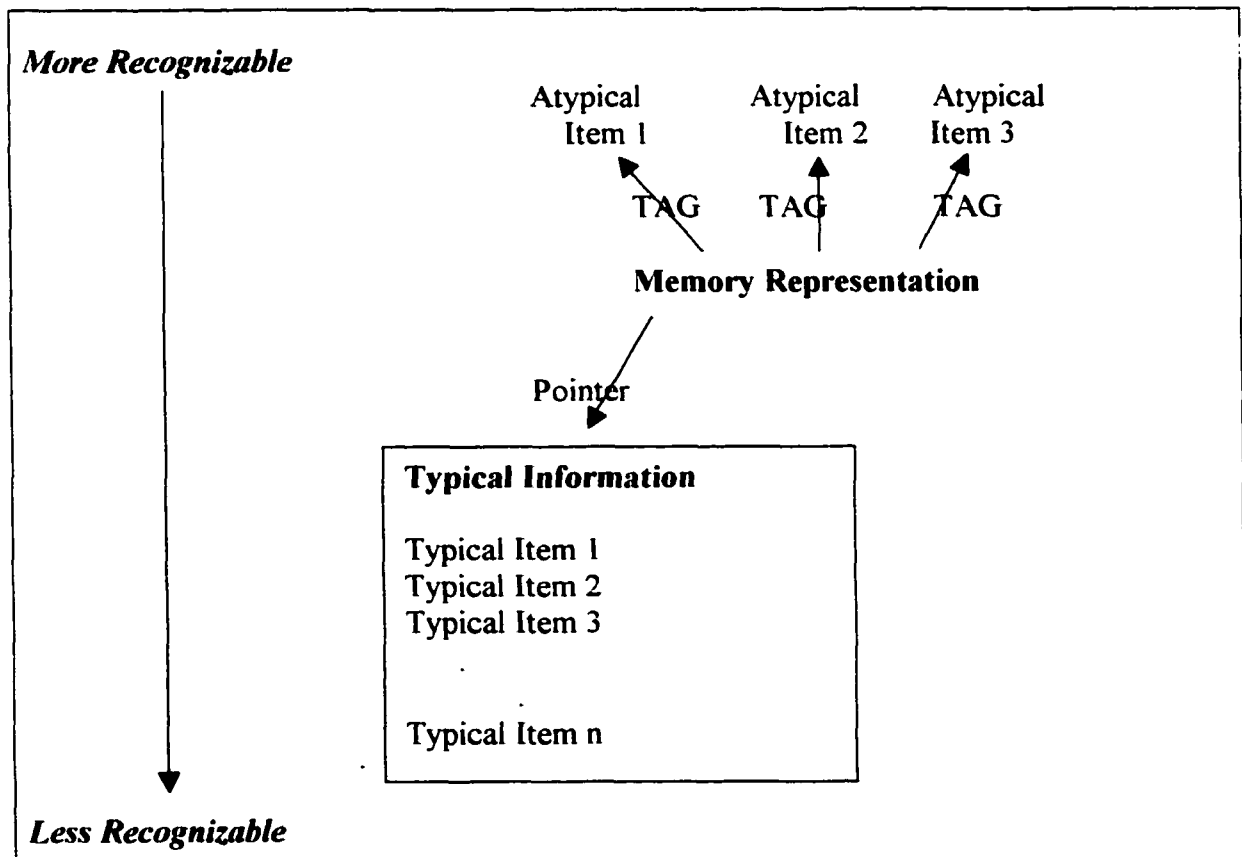 More Recognizable
Atypical Item 1
Atypical Item 2
Atypical Item 3
TAG TAG TAG
Memory Representation
Pointer
Typical Information
Typical Item 1
Typical Item 2
Typical Item 3
.
.
Typical Item n
Less Recognizable